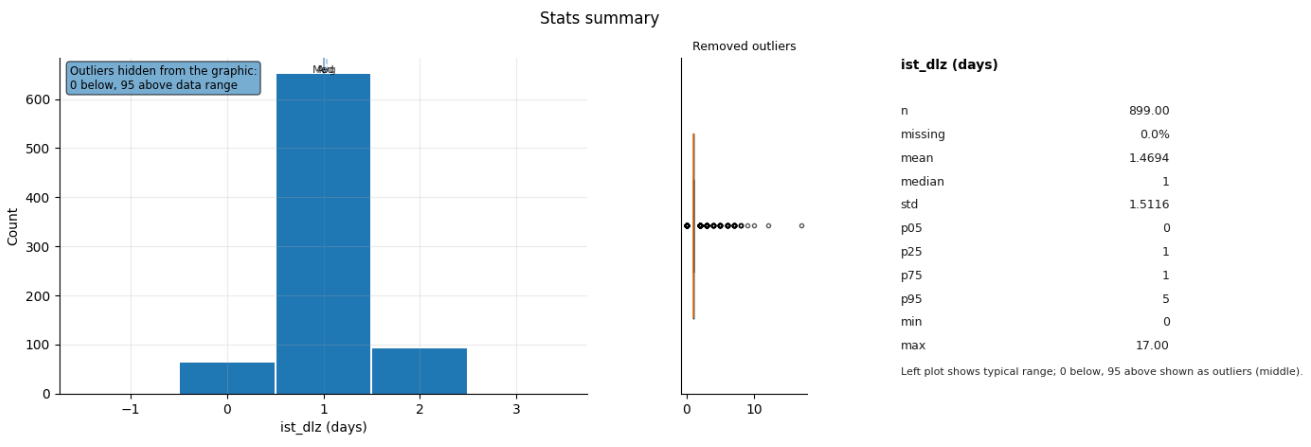 Stats summary
Outliers hidden from the graphic:
0 below, 95 above data range
Count
600
500
400
300
200
100
0
−1
0
1
2
3
ist_dlz (days)
Removed outliers
0
10
ist_dlz (days)
n 899.00
missing 0.0%
mean 1.4694
median 1
std 1.5116
p05 0
p25 1
p75 1
p95 5
min 0
max 17.00
Left plot shows typical range; 0 below, 95 above shown as outliers (middle).